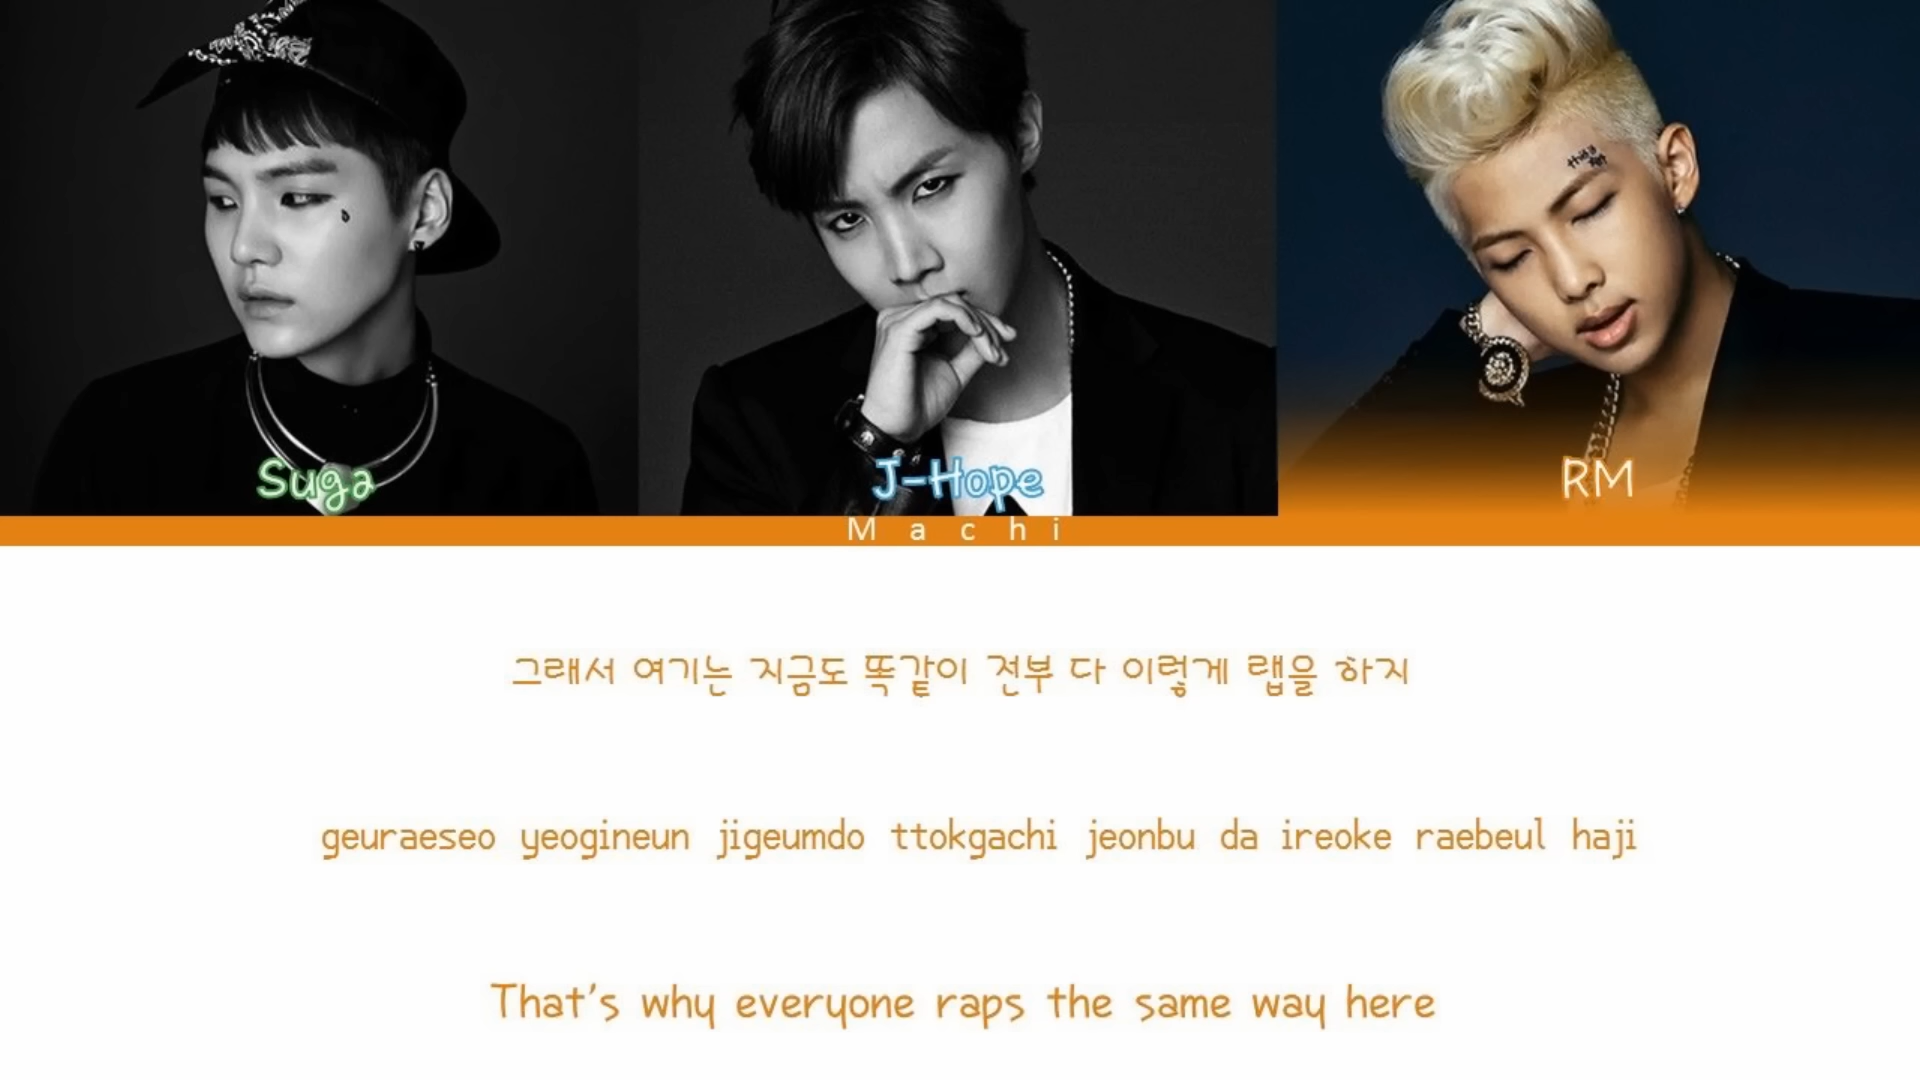 Suga
J-Hope
RM
Machi
그래서 여기는 지금도 똑같이 전부 다 이렇게 랩을 하지
geuraeseo yeogineun jigeumdo ttokgachi jeonbu da ireoke raebeul haji
That's why everyone raps the same way here